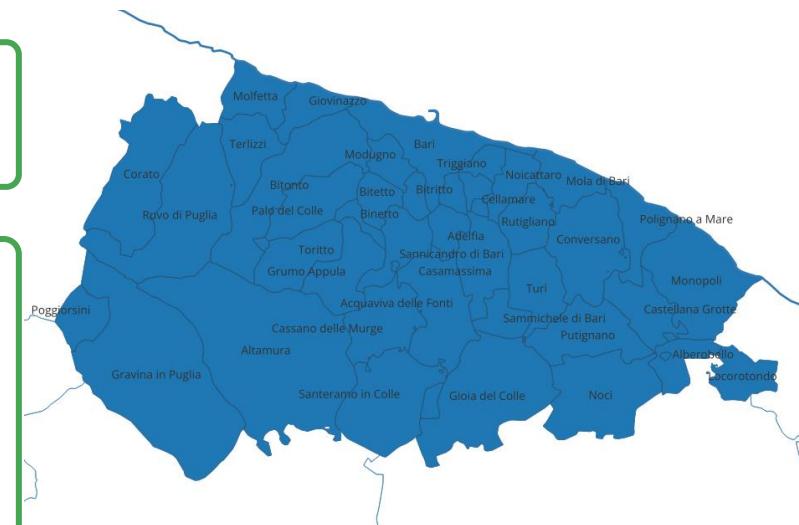 Molfetta
Giovinazzo
Bari
Terlizzi
Modugno
Triggiano
Corato
Noicattaro
Mola di Bari
Bitonto
Bitetto
Bitritto
Cellamare
Ruvo di Puglia
Palo del Colle
Binetto
Rutigliano
Polignano a Mare
Adelfia
Conversano
Toritto
Sannicandro di Bari
Grumo Appula
Casamassima
Monopoli
Turi
Poggiorsini
Acquaviva delle Fonti
Castellana Grotte
Sammichele di Bari
Cassano delle Murge
Putignano
Altamura
Alberobello
Gravina in Puglia
Locorotondo
Santeramo in Colle
Gioia del Colle
Noci